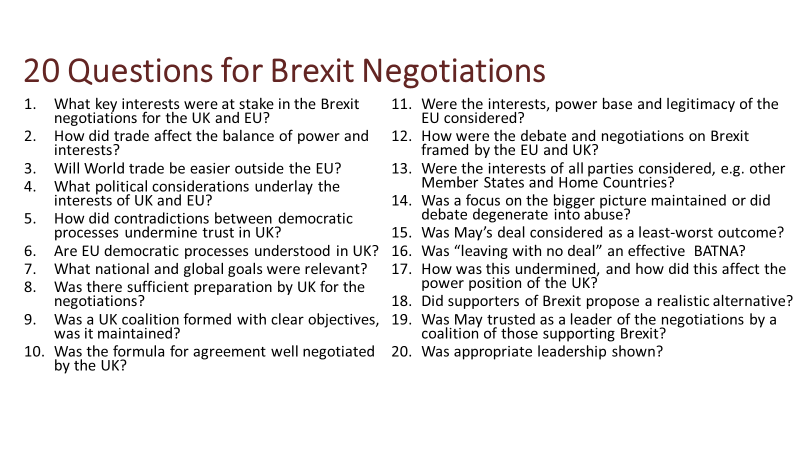 20 Questions for Brexit Negotiations
1. What key interests were at stake in the Brexit
negotiations for the UK and EU?
2. How did trade affect the balance of power and
interests?
3. Will World trade be easier outside the EU?
4. What political considerations underlay the
interests of UK and EU?
5. How did contradictions between democratic
processes undermine trust in UK?
6. Are EU democratic processes understood in UK?
7. What national and global goals were relevant?
8. Was there sufficient preparation by UK for the
negotiations?
9. Was a UK coalition formed with clear objectives,
was it maintained?
10. Was the formula for agreement well negotiated
by the UK?
11. Were the interests, power base and legitimacy of the
EU considered?
12. How were the debate and negotiations on Brexit
framed by the EU and UK?
13. Were the interests of all parties considered, e.g. other
Member States and Home Countries?
14. Was a focus on the bigger picture maintained or did
debate degenerate into abuse?
15. Was May’s deal considered as a least-worst outcome?
16. Was “leaving with no deal” an effective BATNA?
17. How was this undermined, and how did this affect the
power position of the UK?
18. Did supporters of Brexit propose a realistic alternative?
19. Was May trusted as a leader of the negotiations by a
coalition of those supporting Brexit?
20. Was appropriate leadership shown?